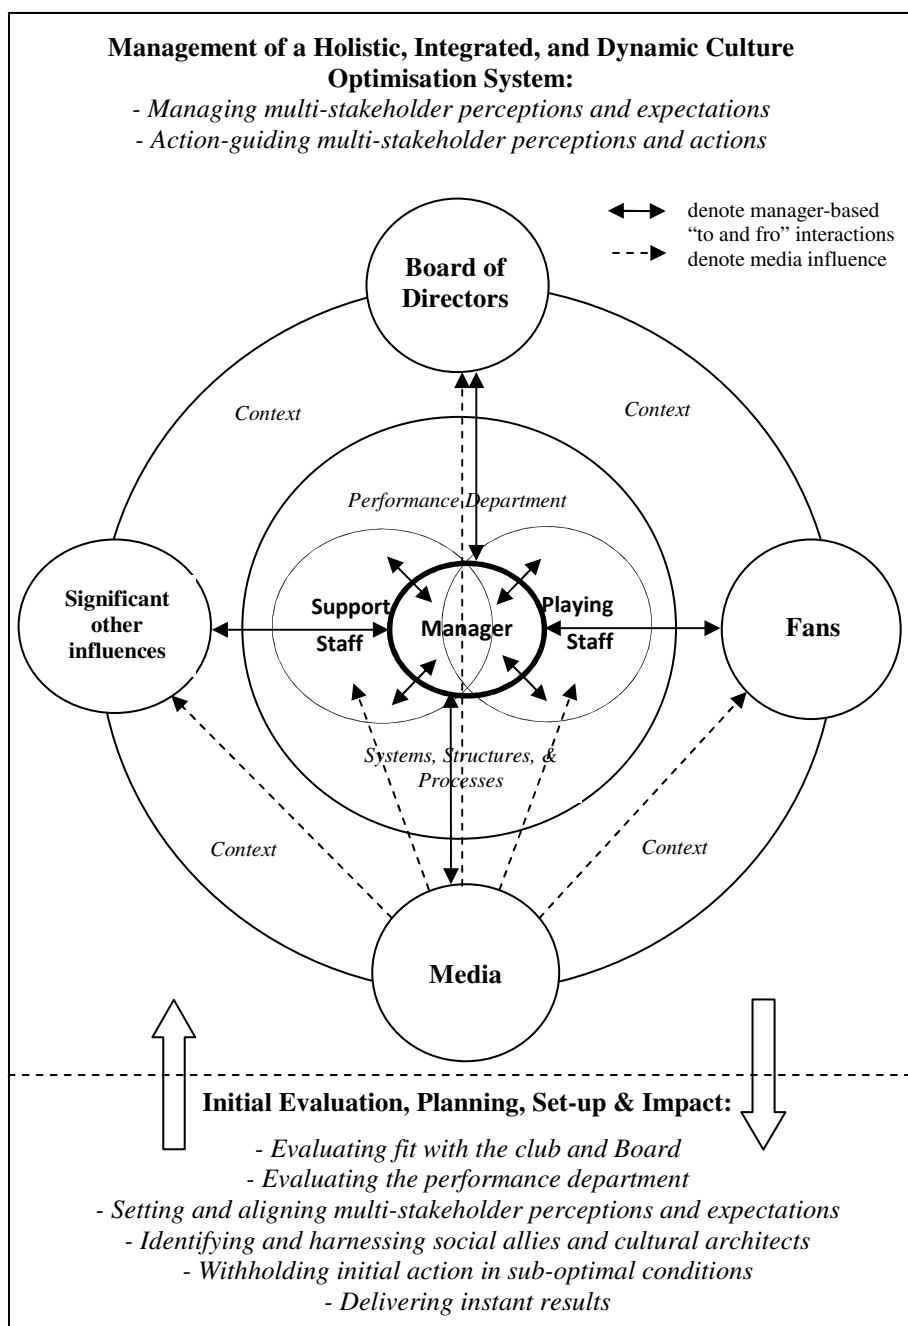 Management of a Holistic, Integrated, and Dynamic Culture
Optimisation System:
- Managing multi-stakeholder perceptions and expectations
- Action-guiding multi-stakeholder perceptions and actions
denote manager-based
“to and fro” interactions
denote media influence
Board of
Directors
Context
Context
Performance Department
Significant
other
influences
Support
Staff
Manager
Playing
Staff
Fans
Systems, Structures, &
Processes
Context
Context
Media
Initial Evaluation, Planning, Set-up & Impact:
- Evaluating fit with the club and Board
- Evaluating the performance department
- Setting and aligning multi-stakeholder perceptions and expectations
- Identifying and harnessing social allies and cultural architects
- Withholding initial action in sub-optimal conditions
- Delivering instant results